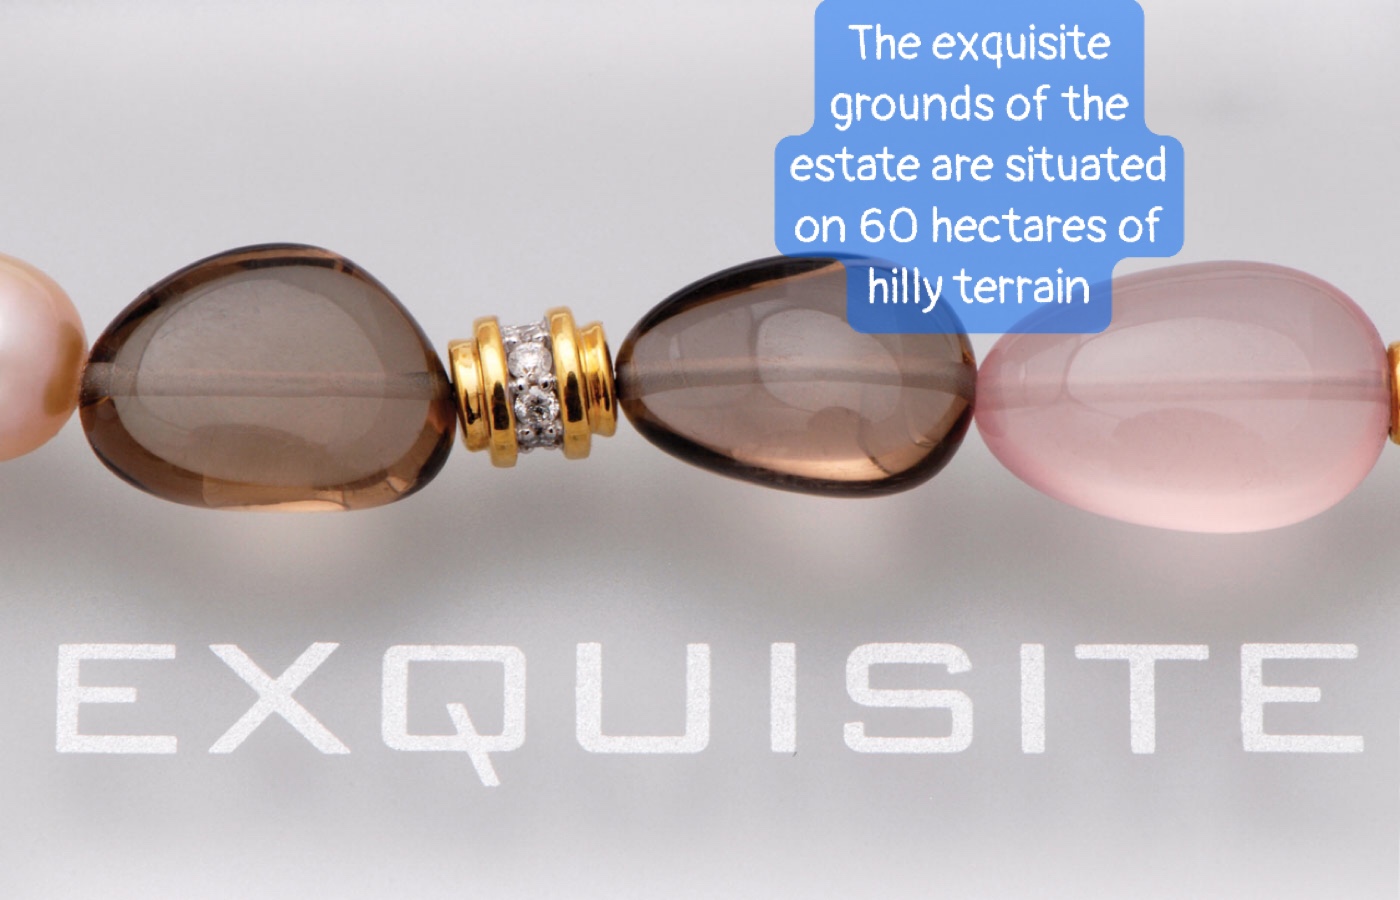 The exquisite
grounds of the
estate are situated
on 60 hectares of
hilly terrain
EXQUISITE